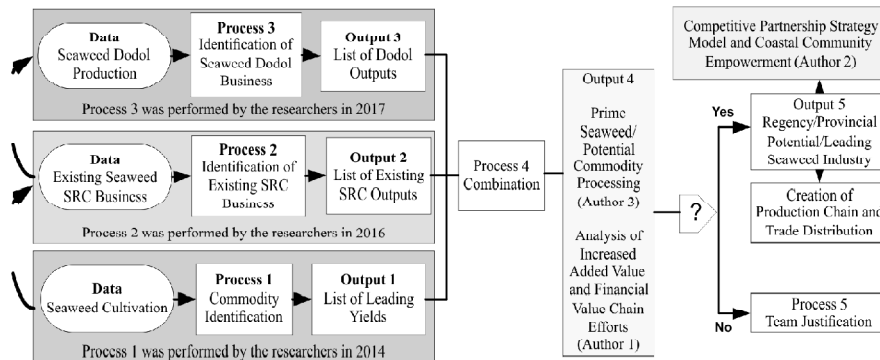 Data
Seaweed Dodol
Production
Process 3
Identification of
Seaweed Dodol
Business
Output 3
List of Dodol
Outputs
Process 3 was performed by the researchers in 2017
Data
Existing Seaweed
SRC Business
Process 2
Identification of
Existing SRC
Business
Output 2
List of Existing
SRC Outputs
Process 2 was performed by the researchers in 2016
Data
Seaweed Cultivation
Process 1
Commodity
Identification
Output 1
List of Leading
Yields
Process 1 was performed by the researchers in 2014
Process 4
Combination
Output 4
Prime
Seaweed/
Potential
Commodity
Processing
(Author 3)
Analysis of
Increased
Added Value
and Financial
Value Chain
Efforts
(Author 1)
?
Yes
No
Competitive Partnership Strategy
Model and Coastal Community
Empowerment (Author 2)
Output 5
Regency/Provincial
Potential/Leading
Seaweed Industry
Creation of
Production Chain and
Trade Distribution
Process 5
Team Justification